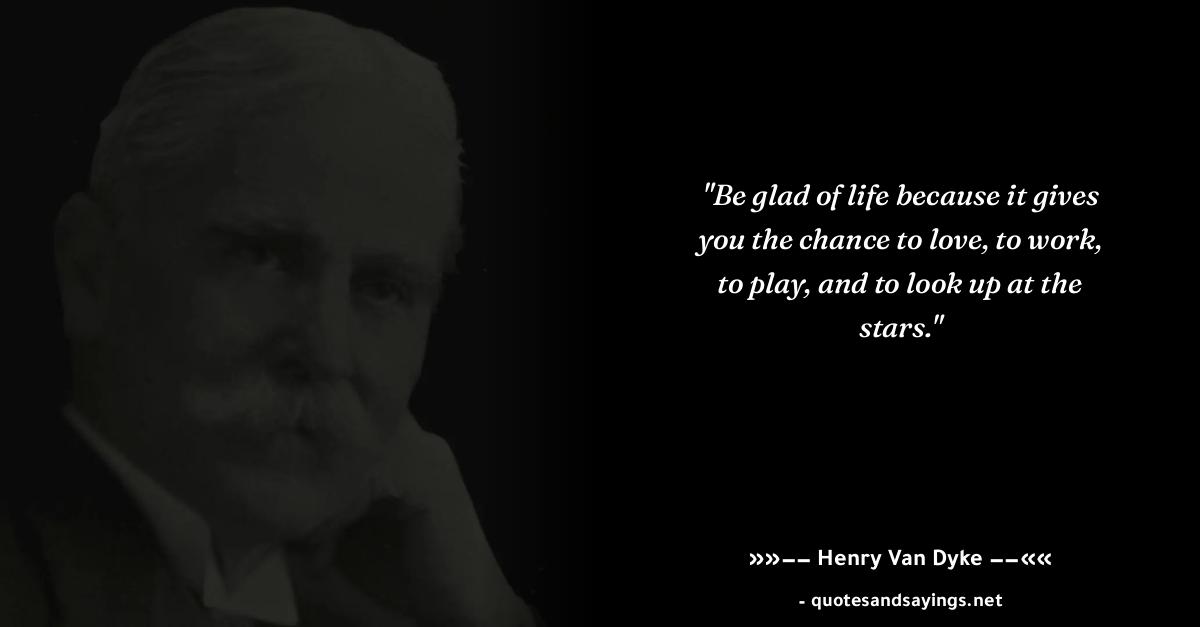 "Be glad of life because it gives
you the chance to love, to work,
to play, and to look up at the
stars."
»»−− Henry Van Dyke −−««
- quotesandsayings.net